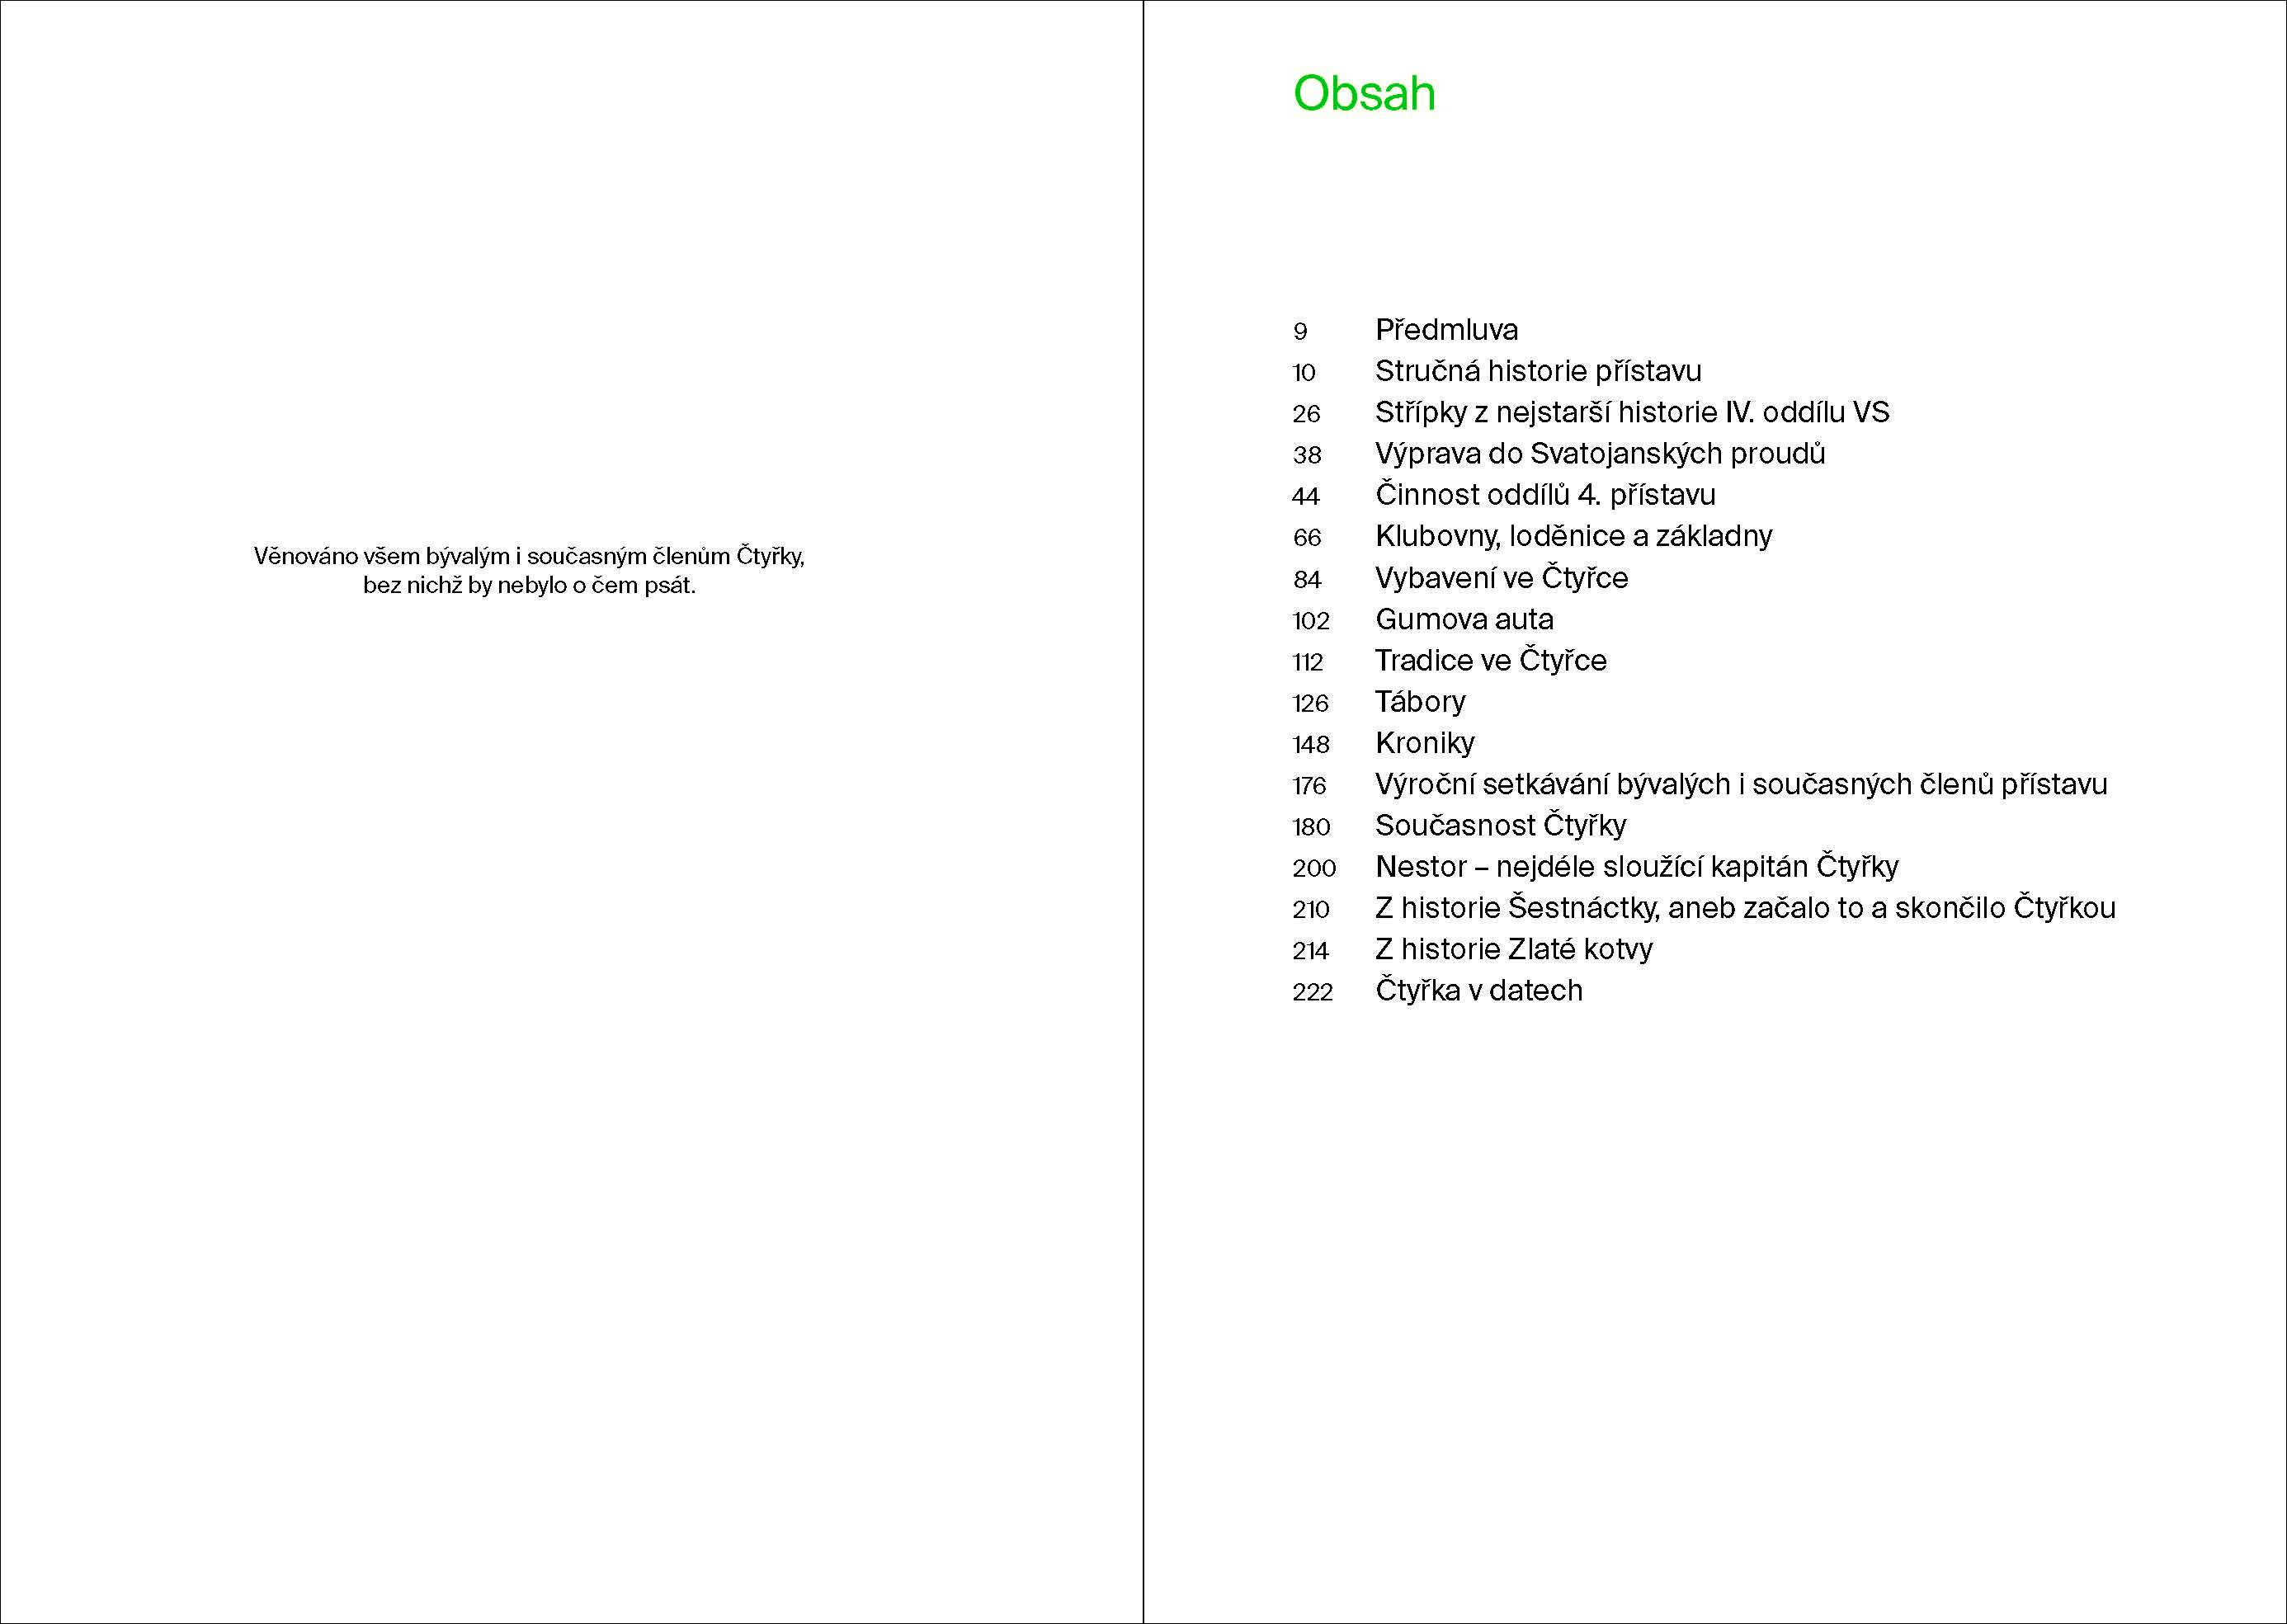 Věnováno všem bývalým i současným členům Čtyřky,
bez nichž by nebylo o čem psát.
Obsah
9 Předmluva
10 Stručná historie přístavu
26 Střípky z nejstarší historie IV. oddílu VS
38 Výprava do Svatojanských proudů
44 Činnost oddílů 4. přístavu
66 Klubovny, loděnice a základny
84 Vybavení ve Čtyřce
102 Gumova auta
112 Tradice ve Čtyřce
126 Tábory
148 Kroniky
176 Výroční setkávání bývalých i současných členů přístavu
180 Současnost Čtyřky
200 Nestor – nejdéle sloužící kapitán Čtyřky
210 Z historie Šestnáctky, aneb začalo to a skončilo Čtyřkou
214 Z historie Zlaté kotvy
222 Čtyřka v datech